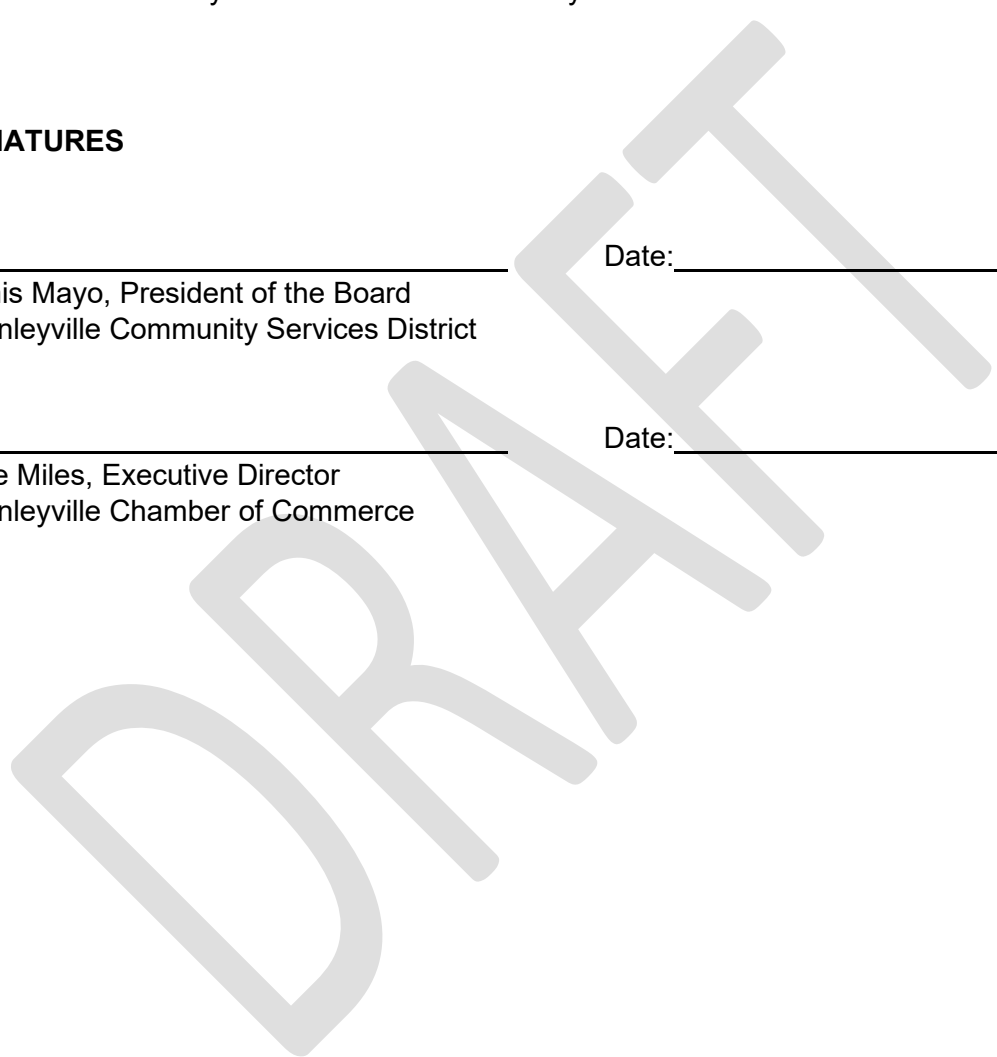 NATURES
Date:
is Mayo, President of the Board
nleyville Community Services District
Date:
e Miles, Executive Director
nleyville Chamber of Commerce
DRAFT